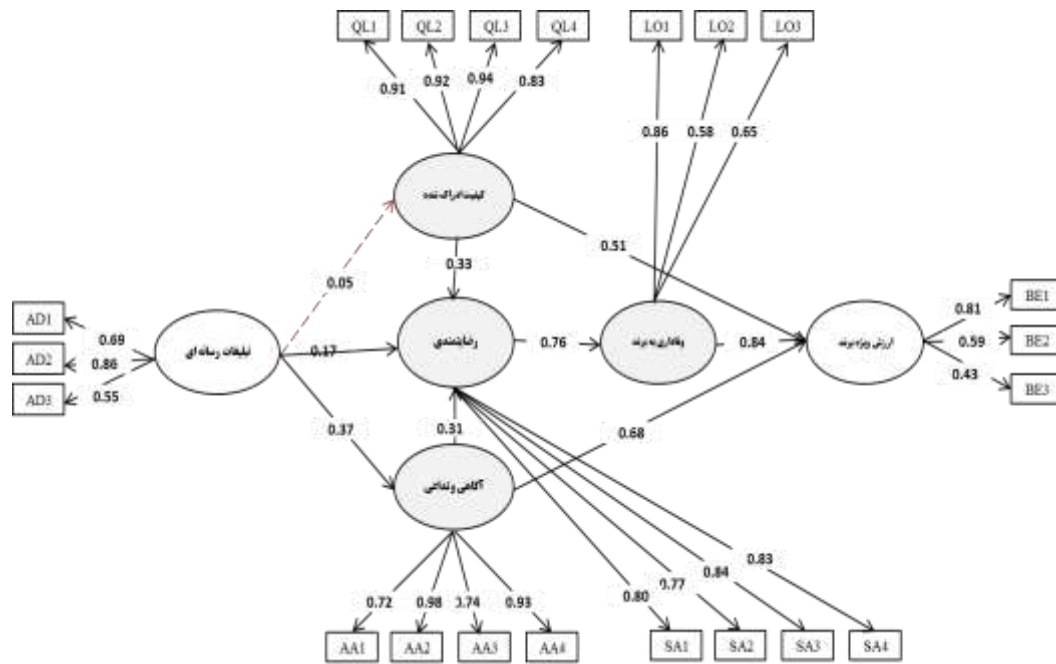 QL1 QL2 QL3 QL4 LO1 LO2 LO3
0.91 0.92 0.94 0.83
0.86 0.58 0.65
کیفیت ادراک شده
0.51
0.33
0.05
AD1
AD2
AD3
0.69
0.86
0.55
تبلیغات رسانه ای
0.17
رضایتمندی
0.76
وفاداری به برند
0.84
ارزش ویژه برند
0.81
0.59
0.43
BE1
BE2
BE3
0.37
0.31
0.68
آگاهی و تداعی
0.72 0.98 0.74 0.93
0.80 0.77 0.84 0.83
AA1 AA2 AA3 AA4
SA1 SA2 SA3 SA4